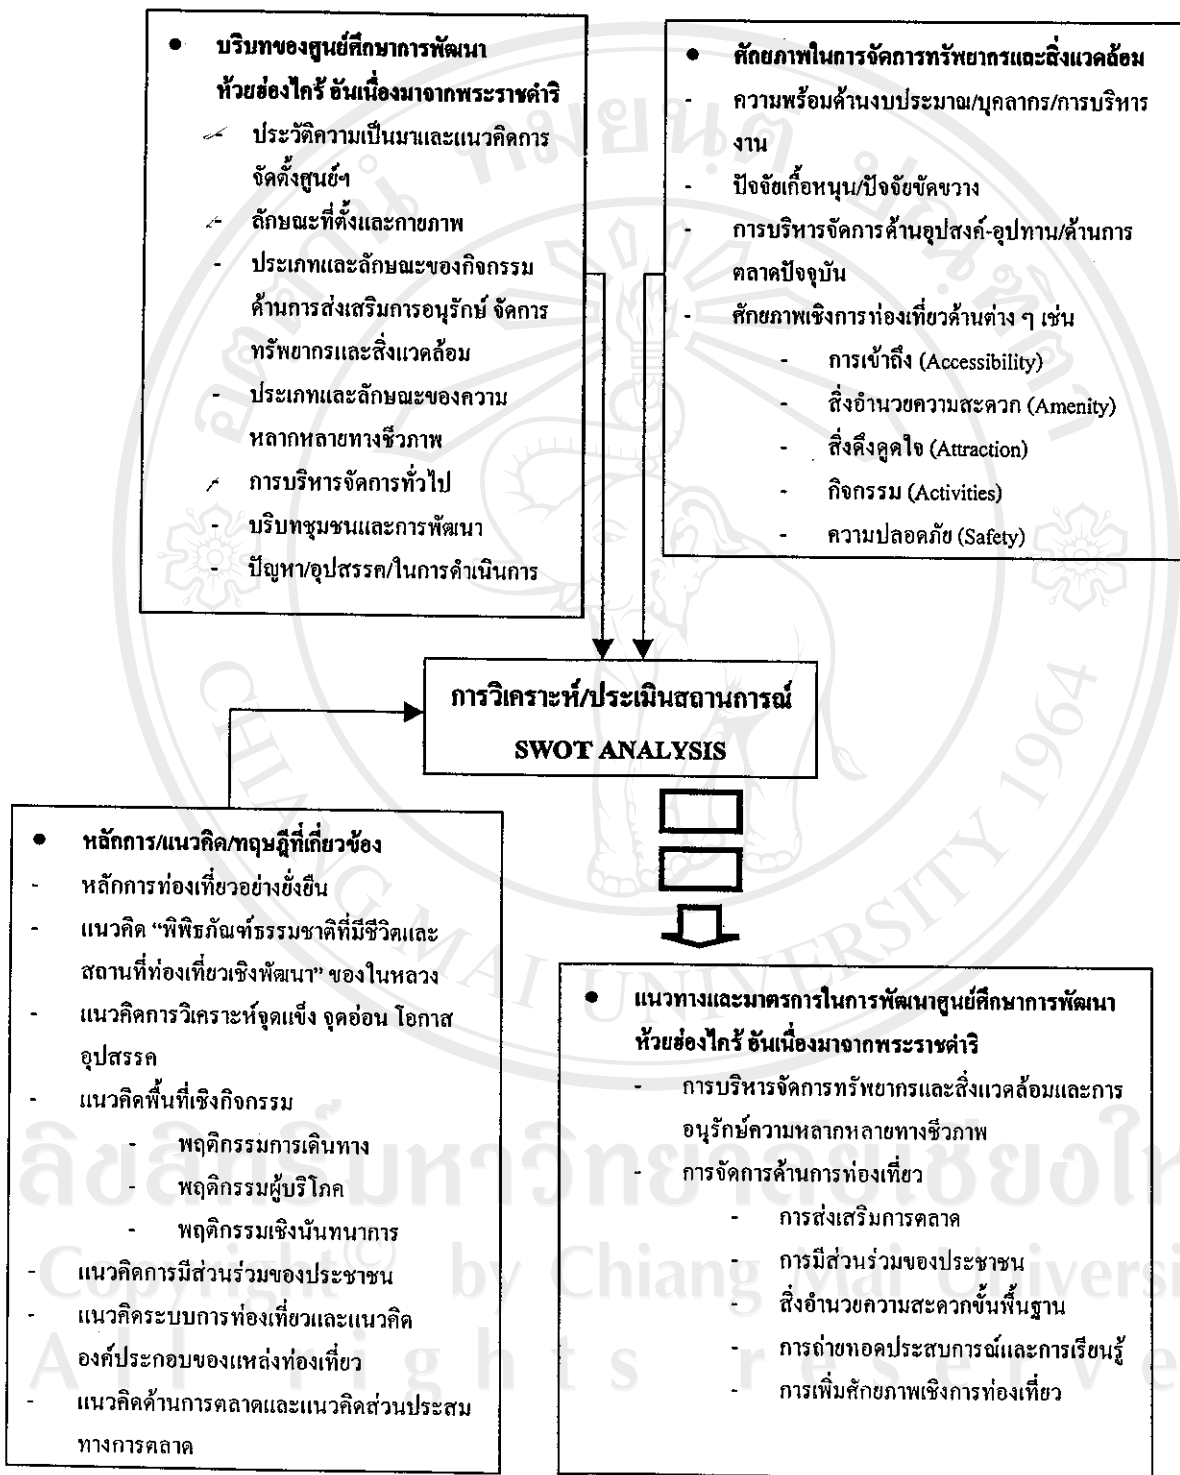 • บริบทของศูนย์ศึกษาการพัฒนา
ห้วยฮ่องไคร้ อันเนื่องมาจากพระราชดำริ
- ประวัติความเป็นมาและแนวคิดการ
จัดตั้งศูนย์ฯ
- ลักษณะที่ตั้งและกายภาพ
- ประเภทและลักษณะของกิจกรรม
ด้านการส่งเสริมการอนุรักษ์ จัดการ
ทรัพยากรและสิ่งแวดล้อม
- ประเภทและลักษณะของความ
หลากหลายทางชีวภาพ
- การบริหารจัดการทั่วไป
- บริบทชุมชนและการพัฒนา
- ปัญหา/อุปสรรค/ในการดำเนินการ
• ศักยภาพในการจัดการทรัพยากรและสิ่งแวดล้อม
- ความพร้อมด้านงบประมาณ/บุคลากร/การบริหาร
งาน
- ปัจจัยเกื้อหนุน/ปัจจัยขัดขวาง
- การบริหารจัดการด้านอุปสงค์-อุปทาน/ด้านการ
ตลาดปัจจุบัน
- ศักยภาพเชิงการท่องเที่ยวด้านต่าง ๆ เช่น
- การเข้าถึง (Accessibility)
- สิ่งอำนวยความสะดวก (Amenity)
- สิ่งดึงดูดใจ (Attraction)
- กิจกรรม (Activities)
- ความปลอดภัย (Safety)
การวิเคราะห์/ประเมินสถานการณ์
SWOT ANALYSIS
• หลักการ/แนวคิด/ทฤษฎีที่เกี่ยวข้อง
- หลักการท่องเที่ยวอย่างยั่งยืน
- แนวคิด “พิพิธภัณฑ์ธรรมชาติที่มีชีวิตและ
สถานที่ท่องเที่ยวเชิงพัฒนา” ของในหลวง
- แนวคิดการวิเคราะห์จุดแข็ง จุดอ่อน โอกาส
อุปสรรค
- แนวคิดพื้นที่เชิงกิจกรรม
- พฤติกรรมการเดินทาง
- พฤติกรรมผู้บริโภค
- พฤติกรรมเชิงนันทนาการ
- แนวคิดการมีส่วนร่วมของประชาชน
- แนวคิดระบบการท่องเที่ยวและแนวคิด
องค์ประกอบของแหล่งท่องเที่ยว
- แนวคิดด้านการตลาดและแนวคิดส่วนประสม
ทางการตลาด
• แนวทางและมาตรการในการพัฒนาศูนย์ศึกษาการพัฒนา
ห้วยฮ่องไคร้ อันเนื่องมาจากพระราชดำริ
- การบริหารจัดการทรัพยากรและสิ่งแวดล้อมและการ
อนุรักษ์ความหลากหลายทางชีวภาพ
- การจัดการด้านการท่องเที่ยว
- การส่งเสริมการตลาด
- การมีส่วนร่วมของประชาชน
- สิ่งอำนวยความสะดวกขั้นพื้นฐาน
- การถ่ายทอดประสบการณ์และการเรียนรู้
- การเพิ่มศักยภาพเชิงการท่องเที่ยว
CHIANG MAI UNIVERSITY 1964
ลิขสิทธิ์มหาวิทยาลัยเชียงให
Copyright© by Chiang Mai Universi
All rights reserve